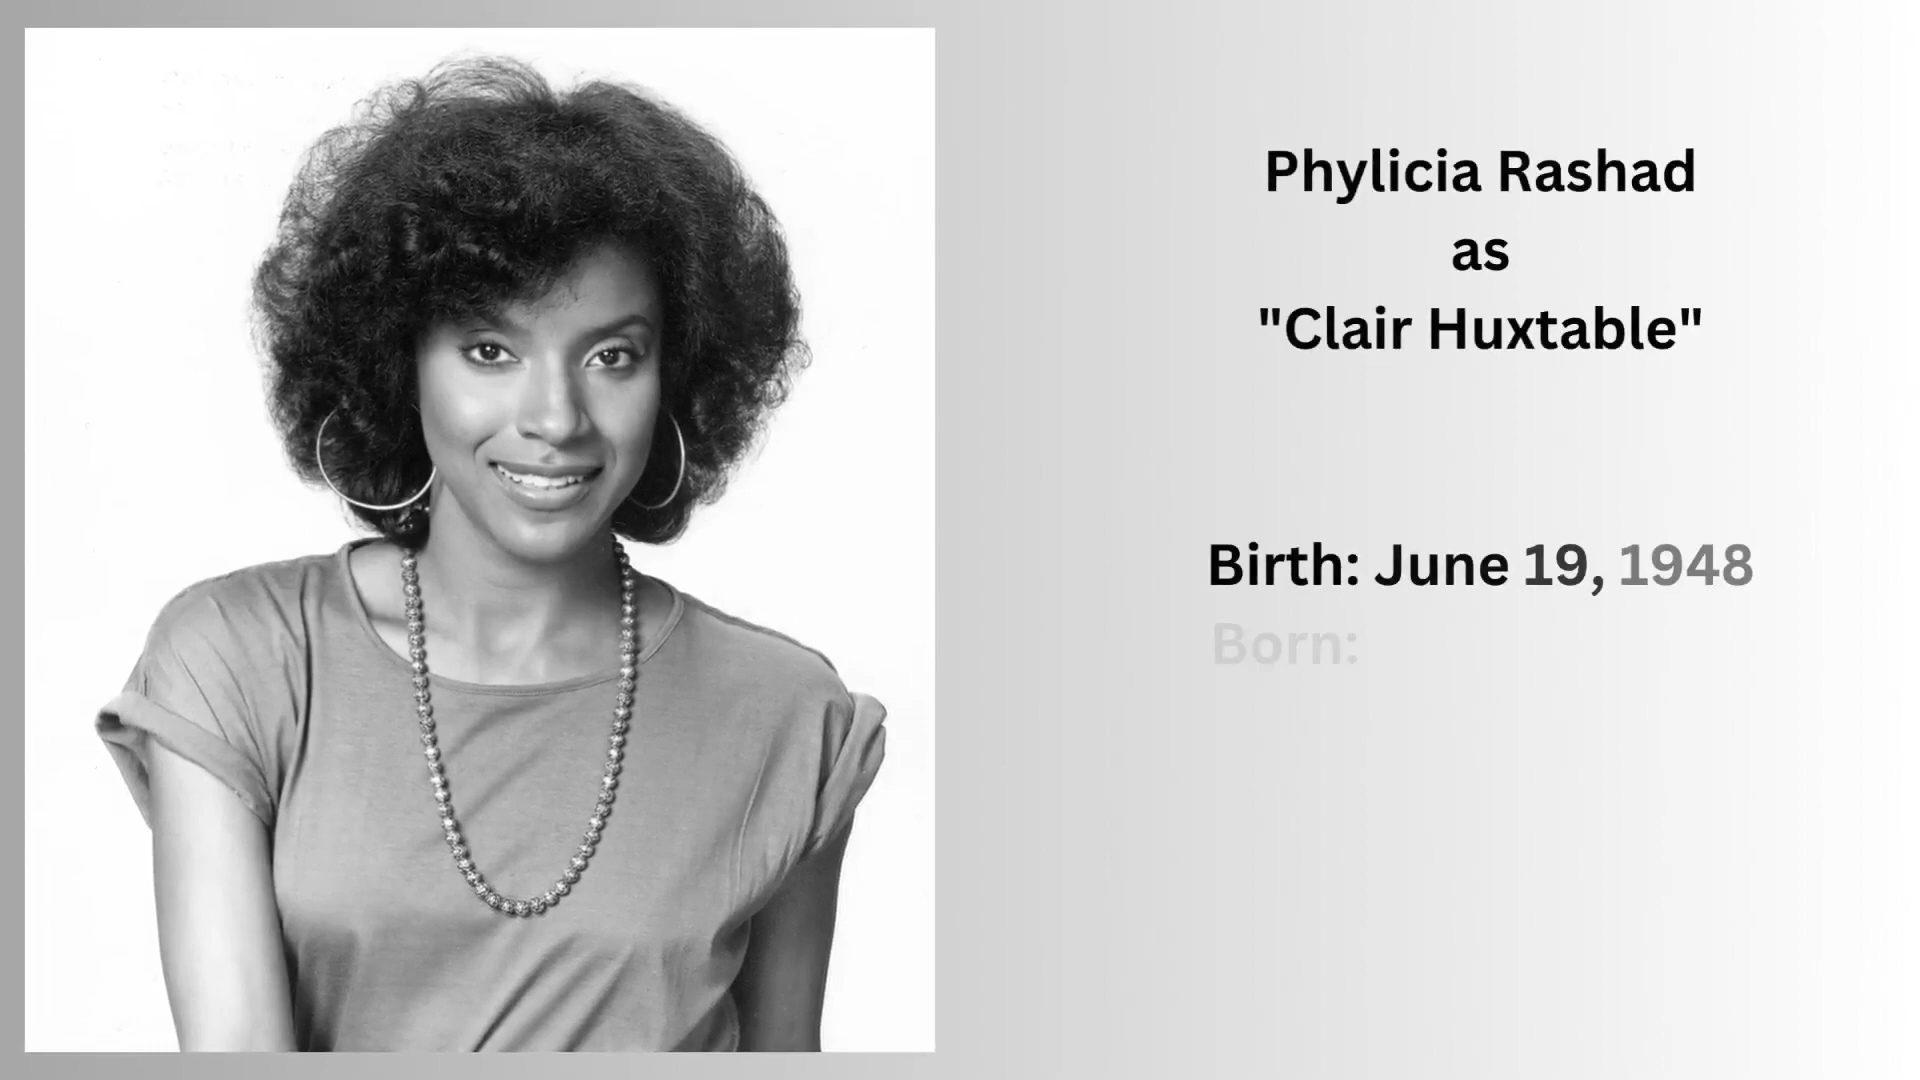 Phylicia Rashad
as
"Clair Huxtable"
Birth: June 19, 1948
Born: